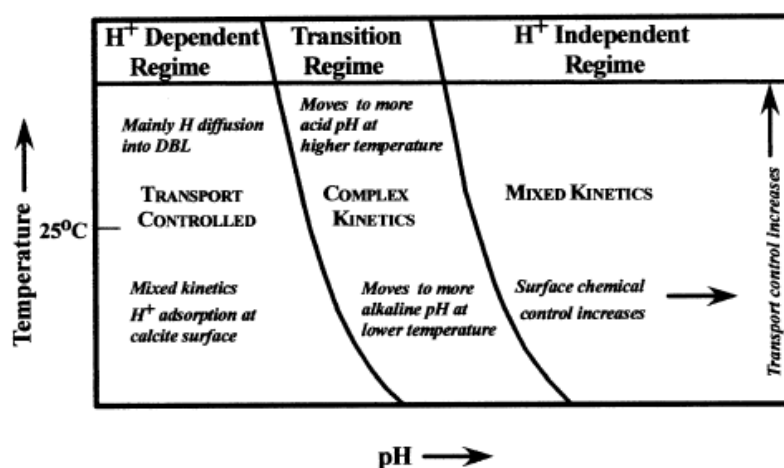 H+ Dependent
Regime
Transition
Regime
H+ Independent
Regime
Mainly H diffusion
into DBL
Moves to more
acid pH at
higher temperature
TRANSPORT
CONTROLLED
COMPLEX
KINETICS
MIXED KINETICS
25°C
Mixed kinetics
H+ adsorption at
calcite surface
Moves to more
alkaline pH at
lower temperature
Surface chemical
control increases
Temperature
Transport control increases
pH